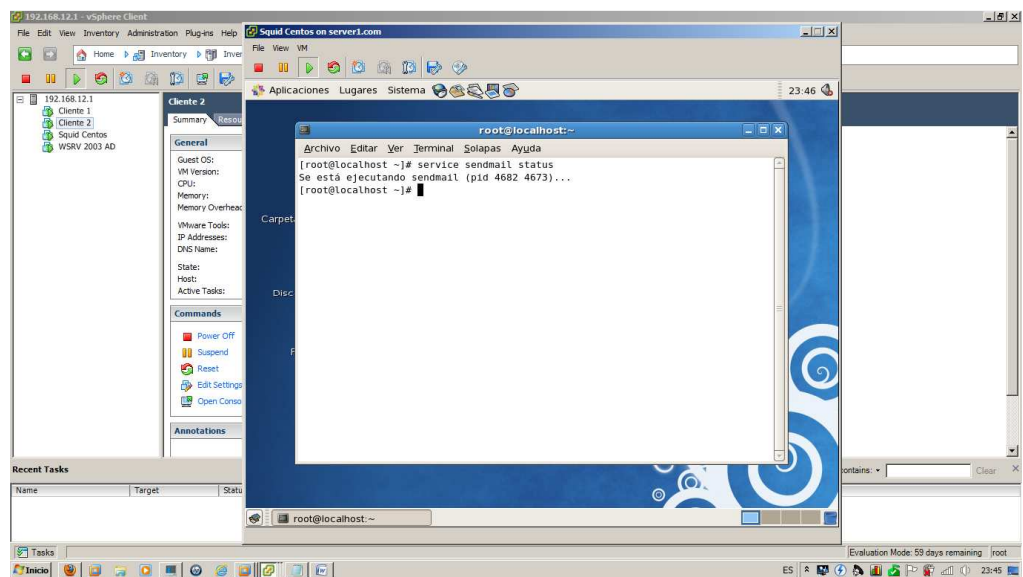 192.168.12.1 - vSphere Client
File Edit View Inventory Administration Plug-ins Help
Home Inventory
192.168.12.1
Cliente 1
Cliente 2
Squid Centos
WSRV 2003 AD
Cliente 2
Summary
General
Guest OS:
VM Version:
CPU:
Memory:
VMware Tools:
IP Addresses:
DNS Name:
State:
Host:
Active Tasks:
Commands
Power Off
Suspend
Reset
Edit Settings
Open
Annotations
Squid Centos on server1.com
File View VM
Aplicaciones Lugares Sistema
23:46
root@localhost:~
Archivo Editar Ver Terminal Solapas Ayuda
[root@localhost ~]# service sendmail status
Se está ejecutando sendmail (pid 4682 4673)...
[root@localhost ~]#
root@localhost:~
Recent Tasks
contains:
Clear
Name Target
Tasks
Evaluation Mode: 59 days remaining root
Inicio
ES
23:45